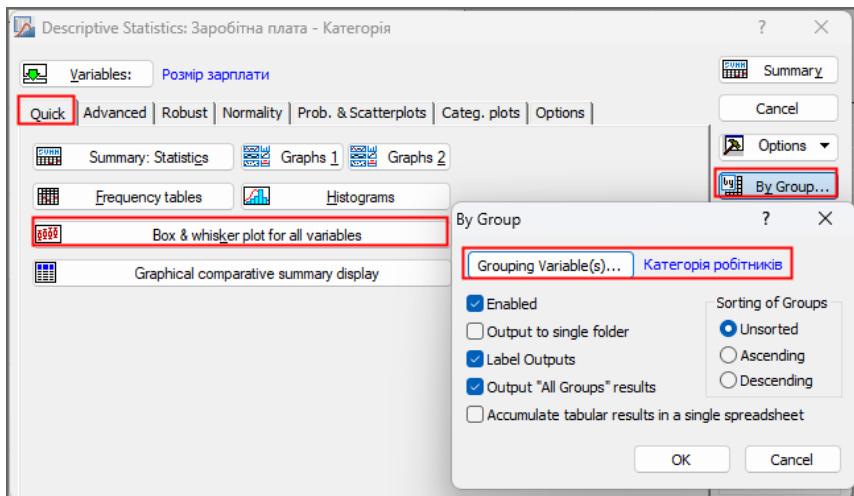 Descriptive Statistics: Заробітна плата - Категорія
?
Variables: Розмір зарплати
Summary
Quick Advanced Robust Normality Prob. & Scatterplots Categ. plots Options
Cancel
Summary: Statistics Graphs 1 Graphs 2
Options
Frequency tables Histograms
By Group...
Box & whisker plot for all variables
Graphical comparative summary display
By Group ?
Grouping Variable(s)... Категорія робітників
Enabled
Sorting of Groups
Output to single folder
Unsorted
Label Outputs
Ascending
Output "All Groups" results
Descending
Accumulate tabular results in a single spreadsheet
OK Cancel